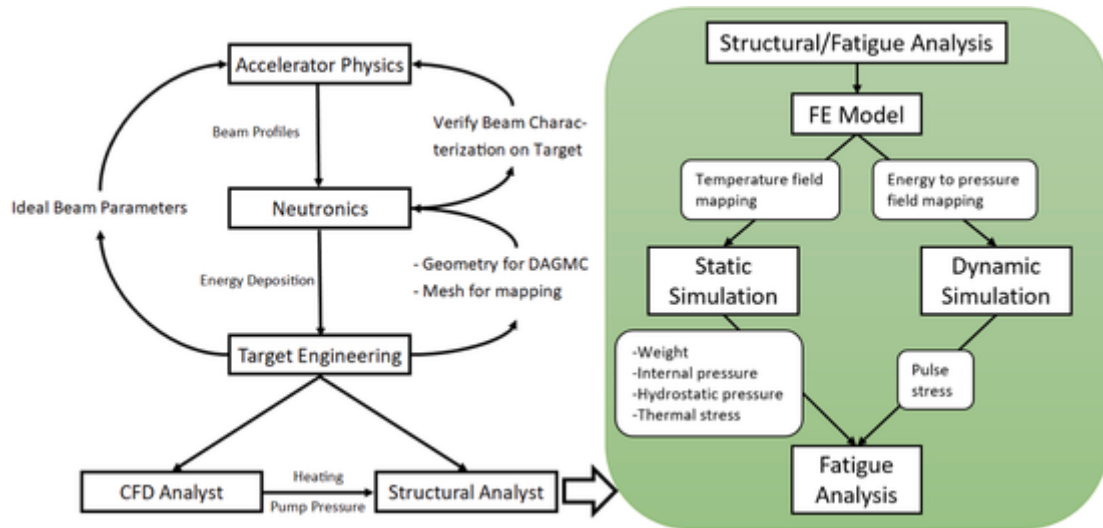 Accelerator Physics
Beam Profiles
Verify Beam Charac-
terization on Target
Ideal Beam Parameters
Neutronics
Energy Deposition
- Geometry for DAGMC
- Mesh for mapping
Target Engineering
CFD Analyst
Heating
Pump Pressure
Structural Analyst
Structural/Fatigue Analysis
FE Model
Temperature field
mapping
Energy to pressure
field mapping
Static
Simulation
Dynamic
Simulation
-Weight
-Internal pressure
-Hydrostatic pressure
-Thermal stress
Pulse
stress
Fatigue
Analysis